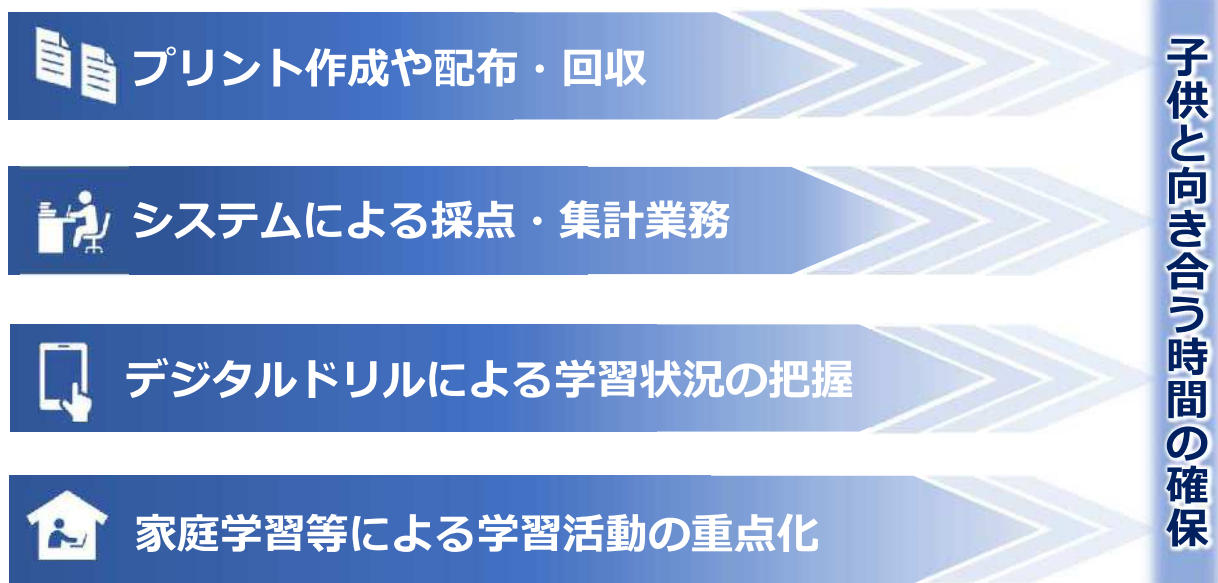 プリント作成や配布・回収
システムによる採点・集計業務
デジタルドリルによる学習状況の把握
家庭学習等による学習活動の重点化
子供と向き合う時間の確保